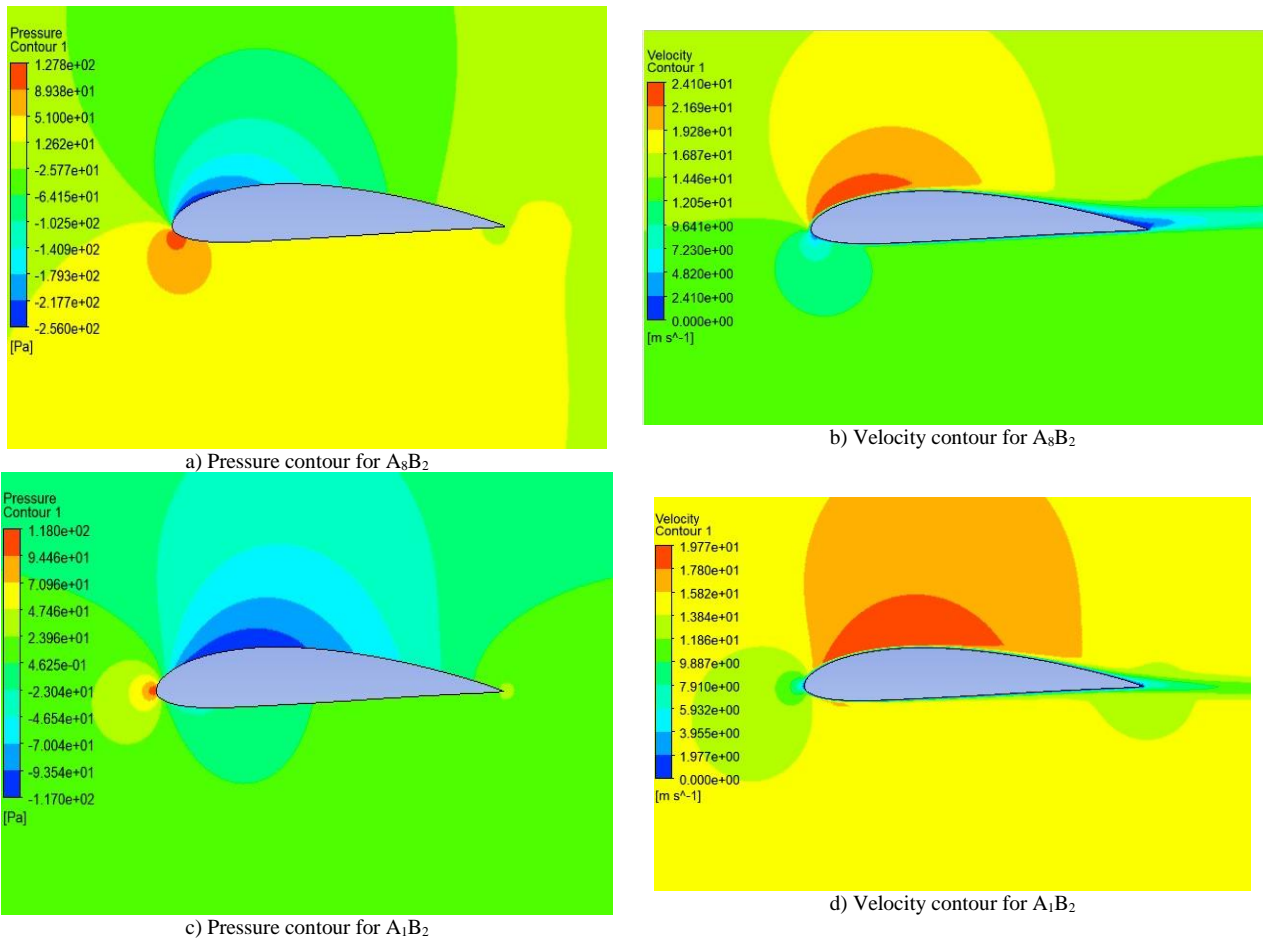 Pressure
Contour 1
1.278e+02
8.938e+01
5.100e+01
1.262e+01
-2.577e+01
-6.415e+01
-1.025e+02
-1.409e+02
-1.793e+02
-2.177e+02
-2.560e+02
[Pa]
a) Pressure contour for A₈B₂
Velocity
Contour 1
2.410e+01
2.169e+01
1.928e+01
1.687e+01
1.446e+01
1.205e+01
9.641e+00
7.230e+00
4.820e+00
2.410e+00
0.000e+00
[m s^-1]
b) Velocity contour for A₈B₂
Pressure
Contour 1
1.180e+02
9.446e+01
7.096e+01
4.746e+01
2.396e+01
4.625e-01
-2.304e+01
-4.654e+01
-7.004e+01
-9.354e+01
-1.170e+02
[Pa]
c) Pressure contour for A₁B₂
Velocity
Contour 1
1.977e+01
1.780e+01
1.582e+01
1.384e+01
1.186e+01
9.887e+00
7.910e+00
5.932e+00
3.955e+00
1.977e+00
0.000e+00
[m s^-1]
d) Velocity contour for A₁B₂